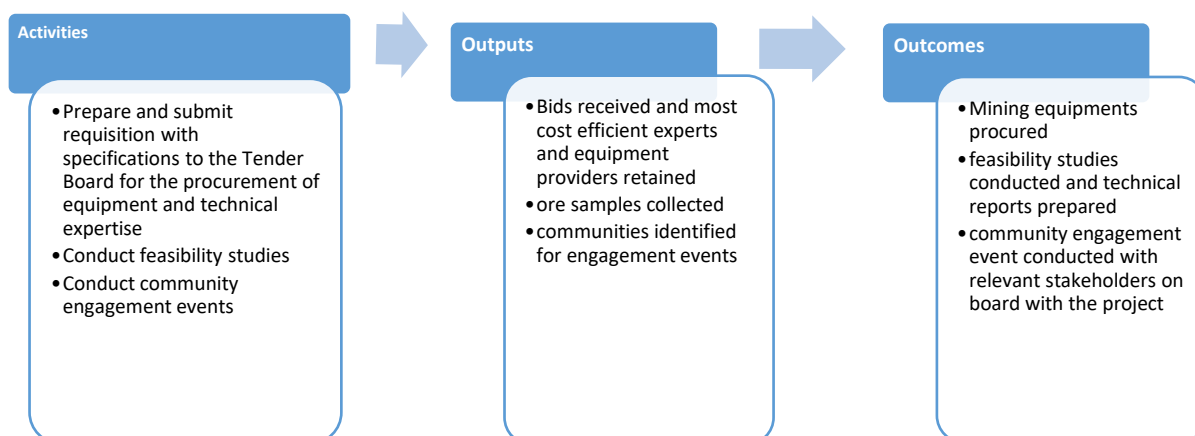 Activities
•Prepare and submit
requisition with
specifications to the Tender
Board for the procurement of
equipment and technical
expertise
•Conduct feasibility studies
•Conduct community
engagement events
Outputs
•Bids received and most
cost efficient experts
and equipment
providers retained
•ore samples collected
•communities identified
for engagement events
Outcomes
•Mining equipments
procured
•feasibility studies
conducted and technical
reports prepared
•community engagement
event conducted with
relevant stakeholders on
board with the project